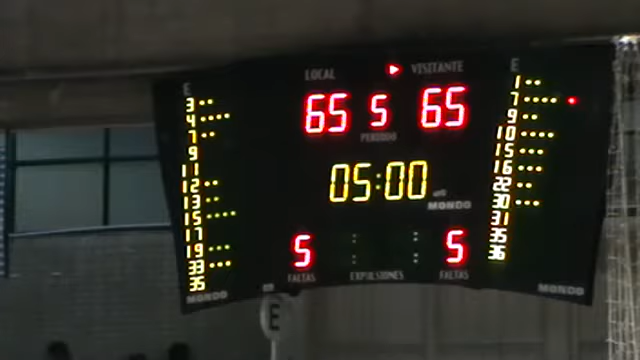 LOCAL VISITANTE
65 5 65
PERIODO
05:00
MONDO
5 5
FALTAS EXPULSIONES FALTAS
E
3
4
7
9
11
12
13
15
17
19
33
35
MONDO
E
1
7
9
10
15
16
22
30
31
35
36
MONDO
E